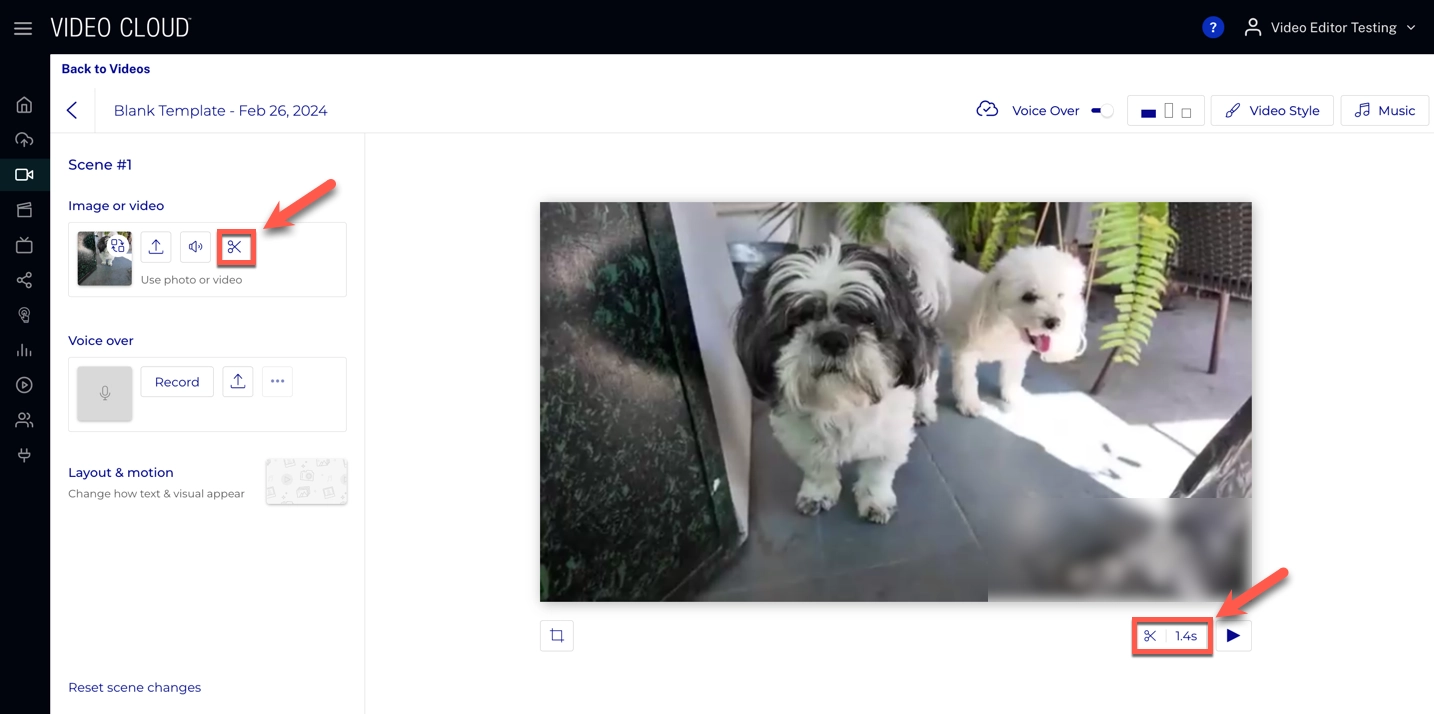 VIDEO CLOUD
? Video Editor Testing
Back to Videos
Blank Template - Feb 26, 2024
Voice Over
Video Style
Music
Scene #1
Image or video
Use photo or video
Voice over
Record
Layout & motion
Change how text & visual appear
1.4s
Reset scene changes